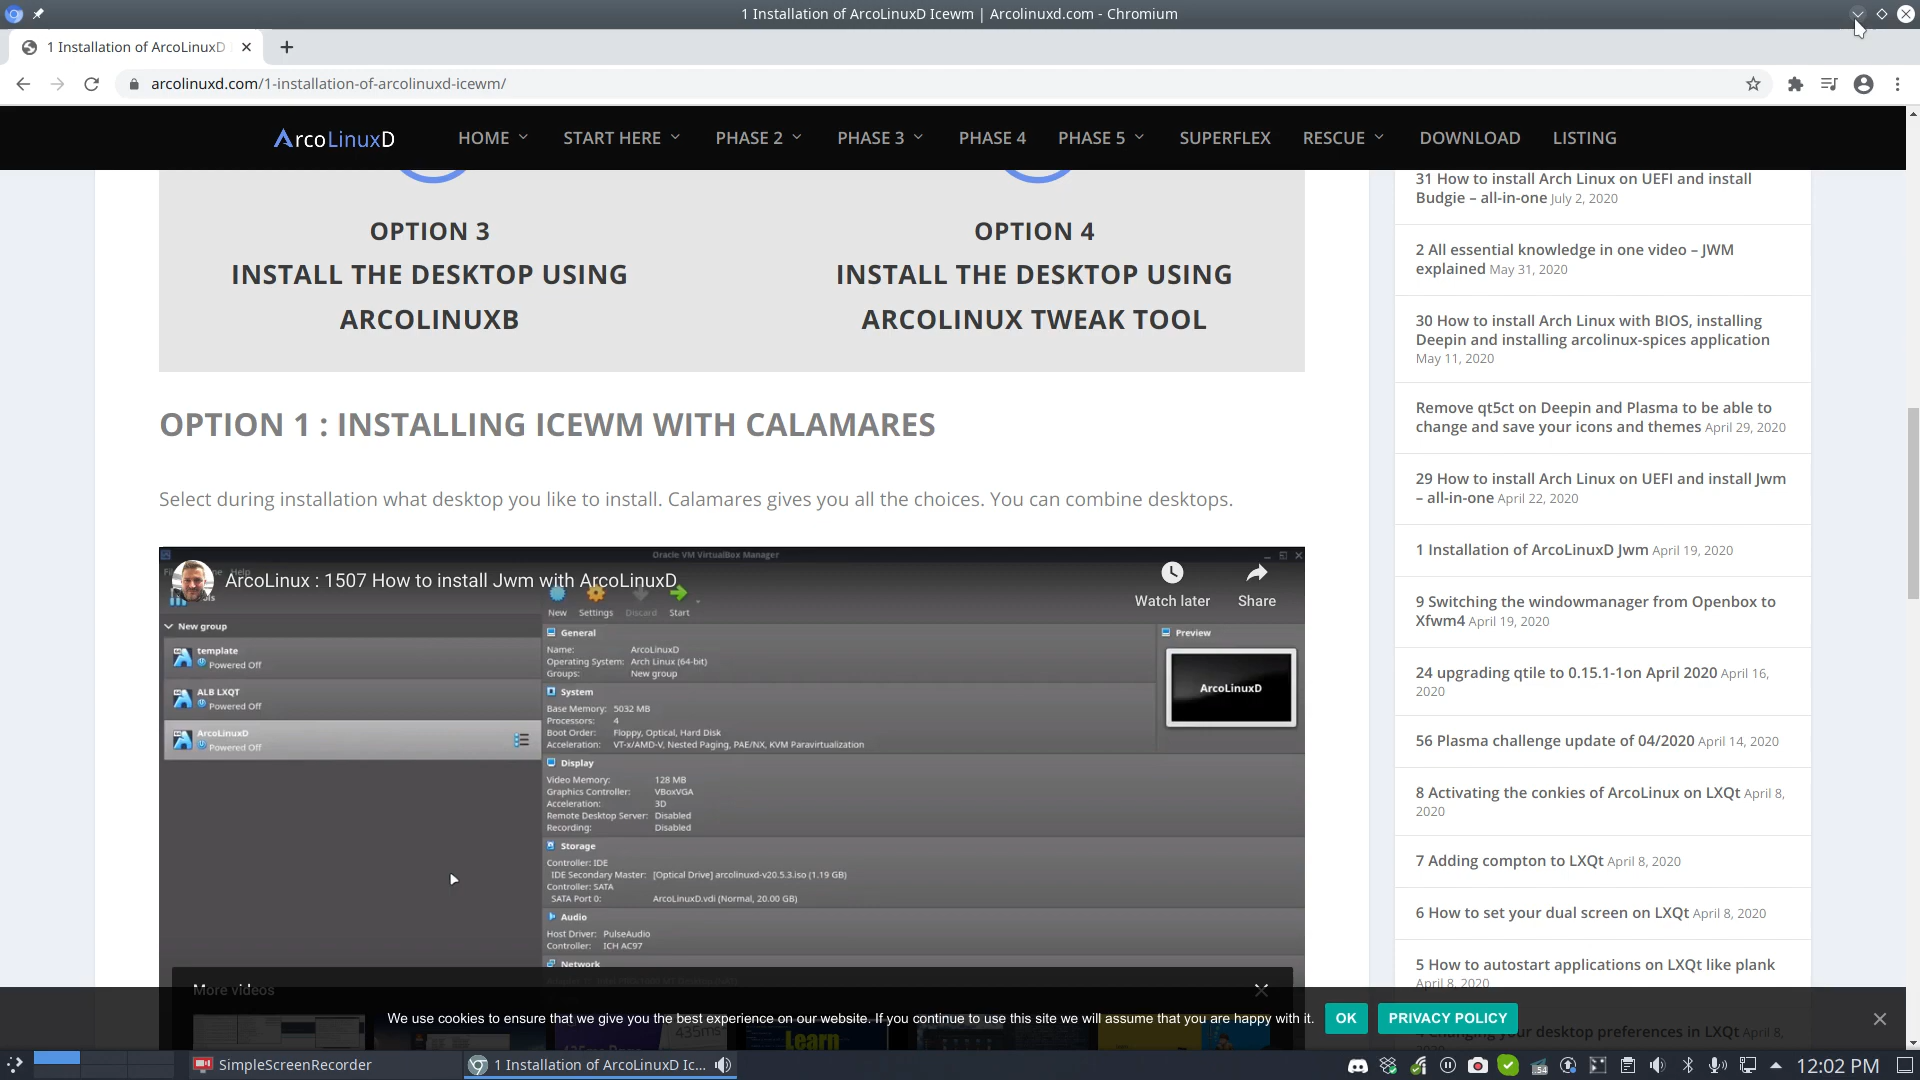 1 Installation of ArcoLinuxD Icewm | Arcolinuxd.com - Chromium
1 Installation of ArcoLinuxD
arcolinuxd.com/1-installation-of-arcolinuxd-icewm/
ArcoLinuxD
HOME
START HERE
PHASE 2
PHASE 3
PHASE 4
PHASE 5
SUPERFLEX
RESCUE
DOWNLOAD
LISTING
OPTION 3
INSTALL THE DESKTOP USING
ARCOLINUXB
OPTION 4
INSTALL THE DESKTOP USING
ARCOLINUX TWEAK TOOL
OPTION 1 : INSTALLING ICEWM WITH CALAMARES
Select during installation what desktop you like to install. Calamares gives you all the choices. You can combine desktops.
Oracle VM VirtualBox Manager
Help
ArcoLinux : 1507 How to install Jwm with ArcoLinuxD
Watch later
Share
New
Settings
Discard
Start
New group
template
Powered Off
ALB LXQT
Powered Off
ArcoLinuxD
Powered Off
General
Name: ArcoLinuxD
Operating System: Arch Linux (64-bit)
Groups: New group
System
Base Memory: 5032 MB
Processors: 4
Boot Order: Floppy, Optical, Hard Disk
Acceleration: VT-x/AMD-V, Nested Paging, PAE/NX, KVM Paravirtualization
Display
Video Memory: 128 MB
Graphics Controller: VBoxVGA
Acceleration: 3D
Remote Desktop Server: Disabled
Recording: Disabled
Storage
Controller: IDE
IDE Secondary Master: [Optical Drive] arcolinuxd-v20.5.3.iso (1.19 GB)
Controller: SATA
SATA Port 0: ArcoLinuxD.vdi (Normal, 20.00 GB)
Audio
Host Driver: PulseAudio
Controller: ICH AC97
Network
Preview
ArcoLinuxD
More videos
435ms
Learn
31 How to install Arch Linux on UEFI and install
Budgie – all-in-one July 2, 2020
2 All essential knowledge in one video – JWM
explained May 31, 2020
30 How to install Arch Linux with BIOS, installing
Deepin and installing arcolinux-spices application
May 11, 2020
Remove qt5ct on Deepin and Plasma to be able to
change and save your icons and themes April 29, 2020
29 How to install Arch Linux on UEFI and install Jwm
– all-in-one April 22, 2020
1 Installation of ArcoLinuxD Jwm April 19, 2020
9 Switching the windowmanager from Openbox to
Xfwm4 April 19, 2020
24 upgrading qtile to 0.15.1-1on April 2020 April 16,
2020
56 Plasma challenge update of 04/2020 April 14, 2020
8 Activating the conkies of ArcoLinux on LXQt April 8,
2020
7 Adding compton to LXQt April 8, 2020
6 How to set your dual screen on LXQt April 8, 2020
5 How to autostart applications on LXQt like plank
April 8, 2020
4 Changing your desktop preferences in LXQt April 8,
We use cookies to ensure that we give you the best experience on our website. If you continue to use this site we will assume that you are happy with it.
OK
PRIVACY POLICY
SimpleScreenRecorder
1 Installation of ArcoLinuxD Ic...
54
12:02 PM